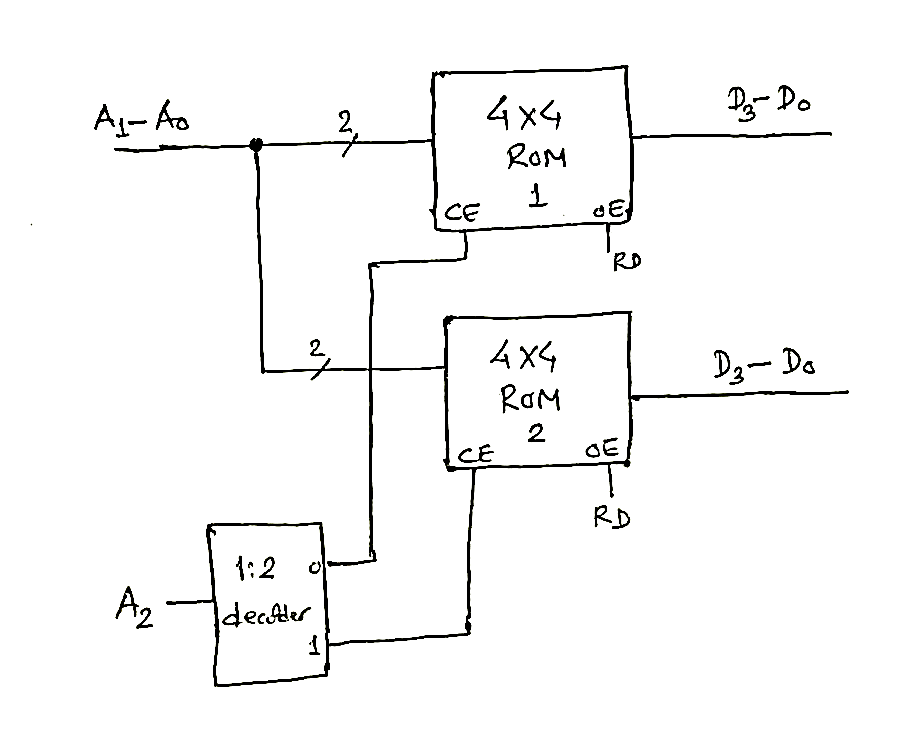 A₁-A₀
2
4x4
ROM
1
CE
OE
D₃-D₀
RD
2
4x4
ROM
2
CE
OE
D₃-D₀
RD
A₂
1:2
decoder
0
1